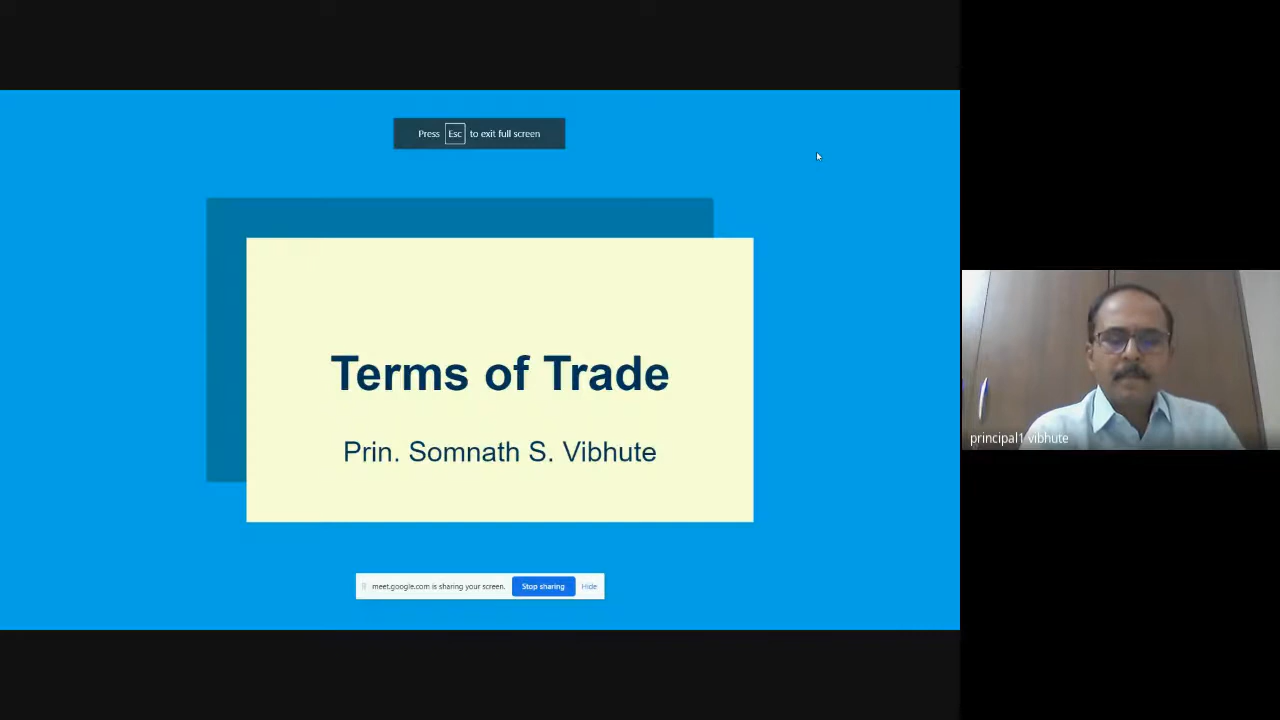 Press Esc to exit full screen
Terms of Trade
Prin. Somnath S. Vibhute
principal1 vibhute
meet.google.com is sharing your screen. Stop sharing Hide